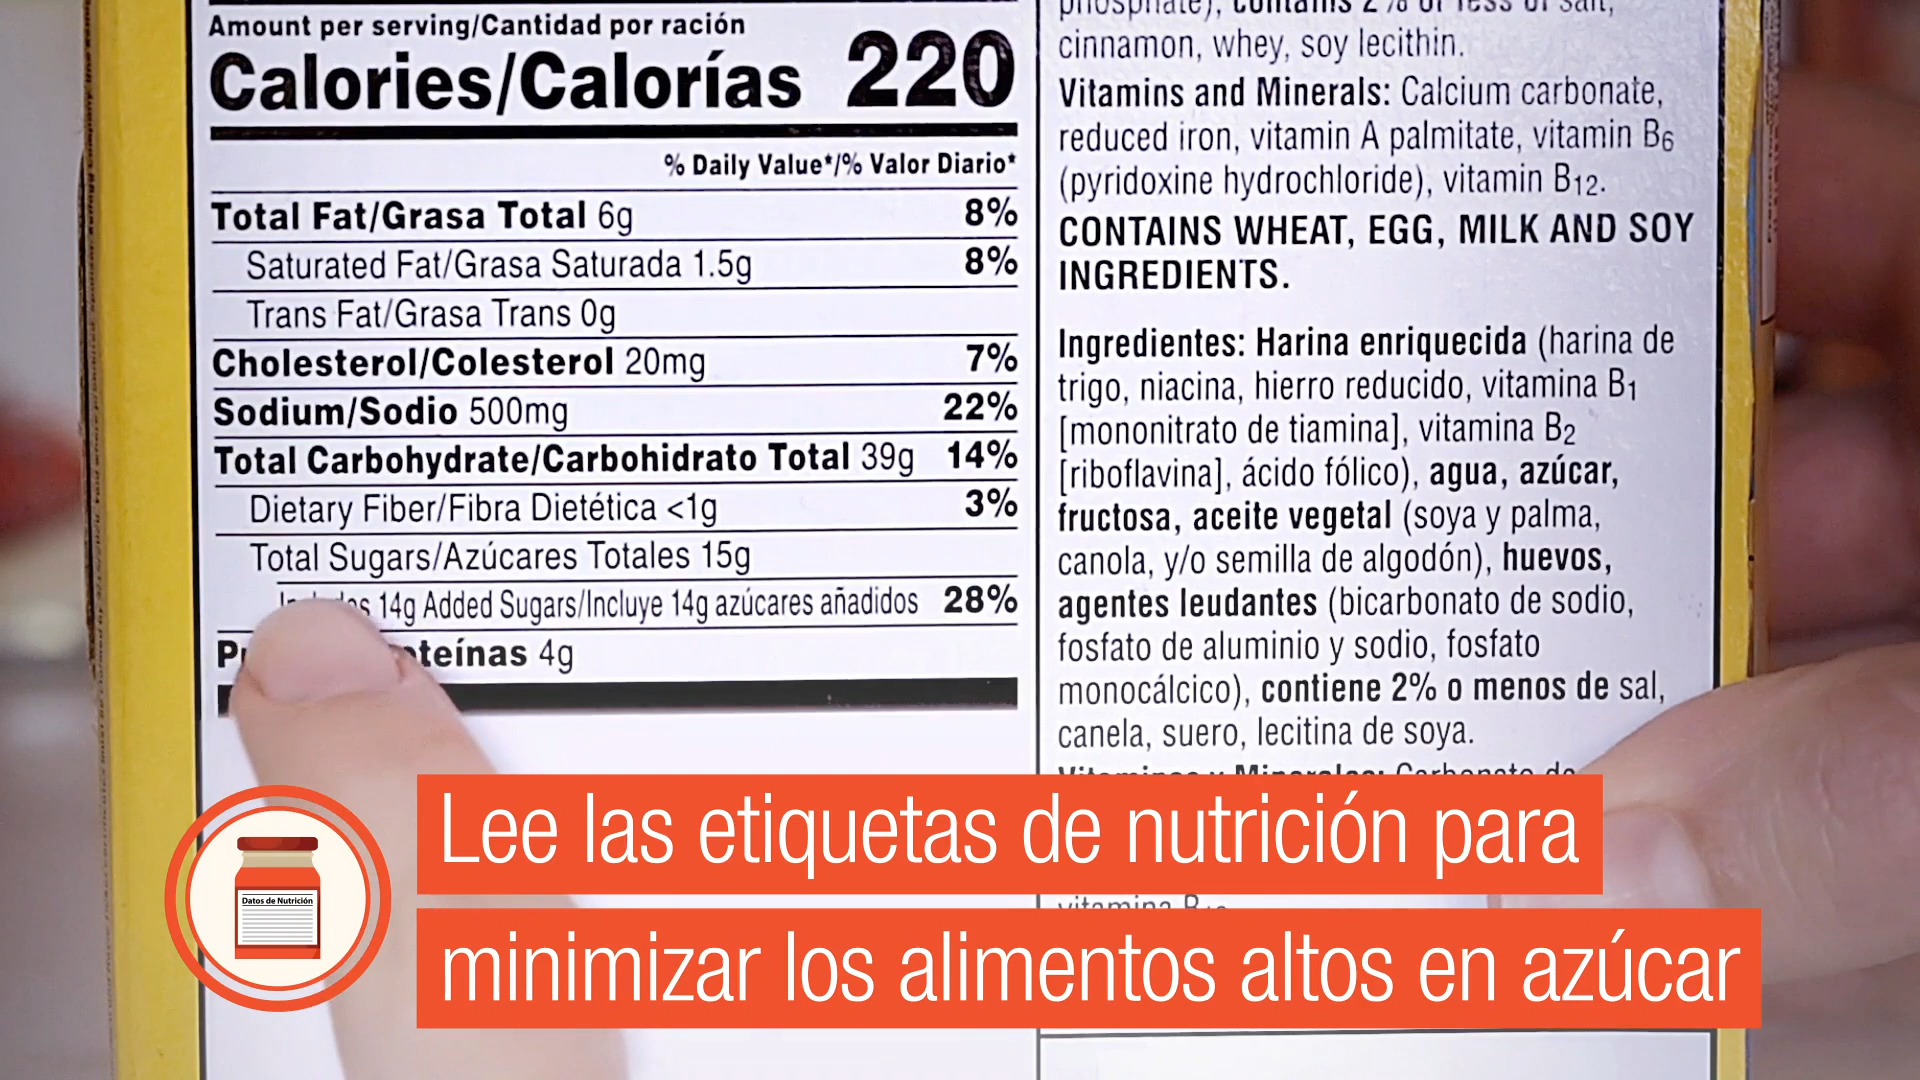 Amount per serving/Cantidad por ración
Calories/Calorías 220
% Daily Value*/% Valor Diario*
Total Fat/Grasa Total 6g 8%
Saturated Fat/Grasa Saturada 1.5g 8%
Trans Fat/Grasa Trans 0g
Cholesterol/Colesterol 20mg 7%
Sodium/Sodio 500mg 22%
Total Carbohydrate/Carbohidrato Total 39g 14%
Dietary Fiber/Fibra Dietética <1g 3%
Total Sugars/Azúcares Totales 15g
14g Added Sugars/Incluye 14g azúcares añadidos 28%
4g
cinnamon, whey, soy lecithin.
Vitamins and Minerals: Calcium carbonate,
reduced iron, vitamin A palmitate, vitamin B6
(pyridoxine hydrochloride), vitamin B12.
CONTAINS WHEAT, EGG, MILK AND SOY
INGREDIENTS.
Ingredientes: Harina enriquecida (harina de
trigo, niacina, hierro reducido, vitamina B1
[mononitrato de tiamina], vitamina B2
[riboflavina], ácido fólico), agua, azúcar,
fructosa, aceite vegetal (soya y palma,
canola, y/o semilla de algodón), huevos,
agentes leudantes (bicarbonato de sodio,
fosfato de aluminio y sodio, fosfato
monocálcico), contiene 2% o menos de sal,
canela, suero, lecitina de soya.
Datos de Nutrición
Lee las etiquetas de nutrición para
minimizar los alimentos altos en azúcar